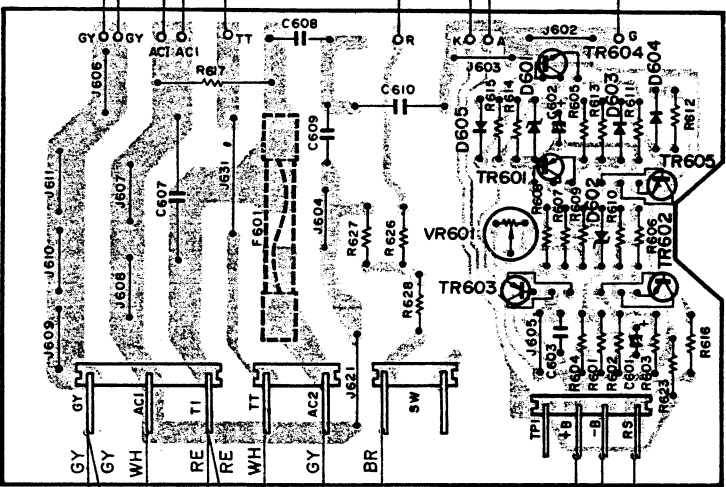 C608
J602
GY GY AC1 AC1 TT R K A G
TR604
J606
R617
J603
D601
D604
C610
R615
R614
C602
R605
R613
D603
R611
R612
D605
C609
TR605
J611
J607
C607
J631
F601
J604
TR601
R608
R607
R609
D602
R610
R606
TR602
R627
R626
VR601
J610
J608
R628
TR603
J609
J621
J605
C603
R604
R601
R602
C601
R603
R623
R616
GY AC1 T1 TT AC2 SW
TP1 +B -B RS
GY GY WH RE RE WH GY BR